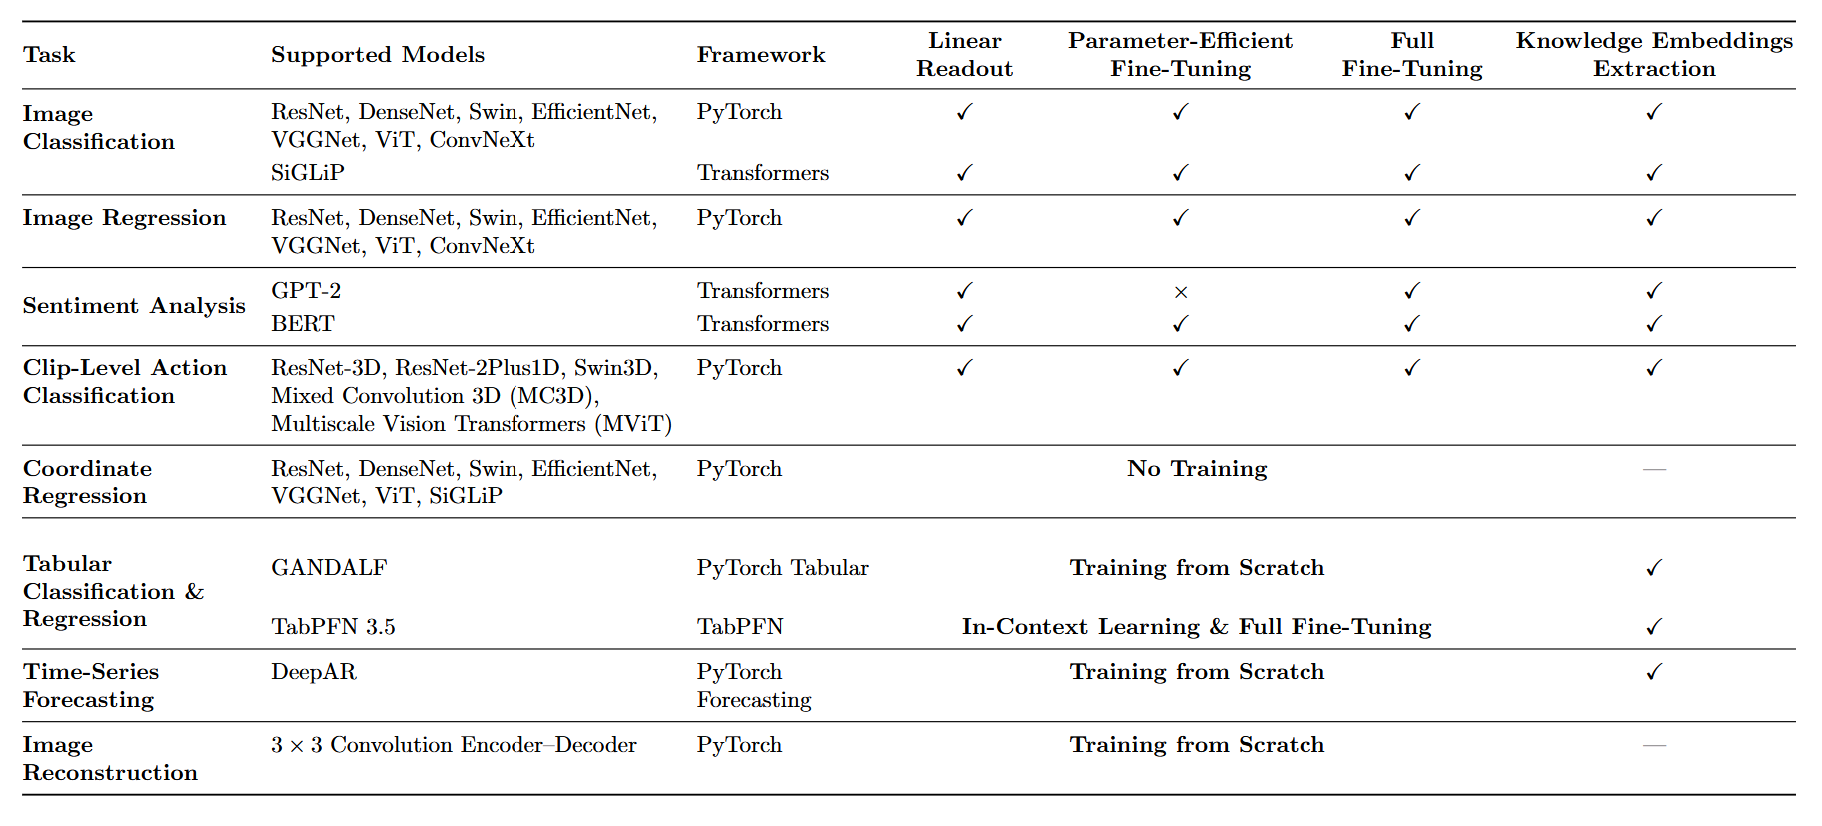 Task Supported Models Framework Linear Readout Parameter-Efficient Fine-Tuning Full Fine-Tuning Knowledge Embeddings Extraction
Image Classification
ResNet, DenseNet, Swin, EfficientNet, PyTorch ✓ ✓ ✓ ✓
VGGNet, ViT, ConvNeXt
SiGLiP Transformers ✓ ✓ ✓ ✓
Image Regression ResNet, DenseNet, Swin, EfficientNet, PyTorch ✓ ✓ ✓ ✓
VGGNet, ViT, ConvNeXt
Sentiment Analysis
GPT-2 Transformers ✓ × ✓ ✓
BERT Transformers ✓ ✓ ✓ ✓
Clip-Level Action ResNet-3D, ResNet-2Plus1D, Swin3D, PyTorch ✓ ✓ ✓ ✓
Classification Mixed Convolution 3D (MC3D),
Multiscale Vision Transformers (MViT)
Coordinate ResNet, DenseNet, Swin, EfficientNet, PyTorch No Training —
Regression VGGNet, ViT, SiGLiP
Tabular GANDALF PyTorch Tabular Training from Scratch ✓
Classification &
Regression TabPFN 3.5 TabPFN In-Context Learning & Full Fine-Tuning ✓
Time-Series DeepAR PyTorch Training from Scratch ✓
Forecasting Forecasting
Image 3 × 3 Convolution Encoder–Decoder PyTorch Training from Scratch —
Reconstruction